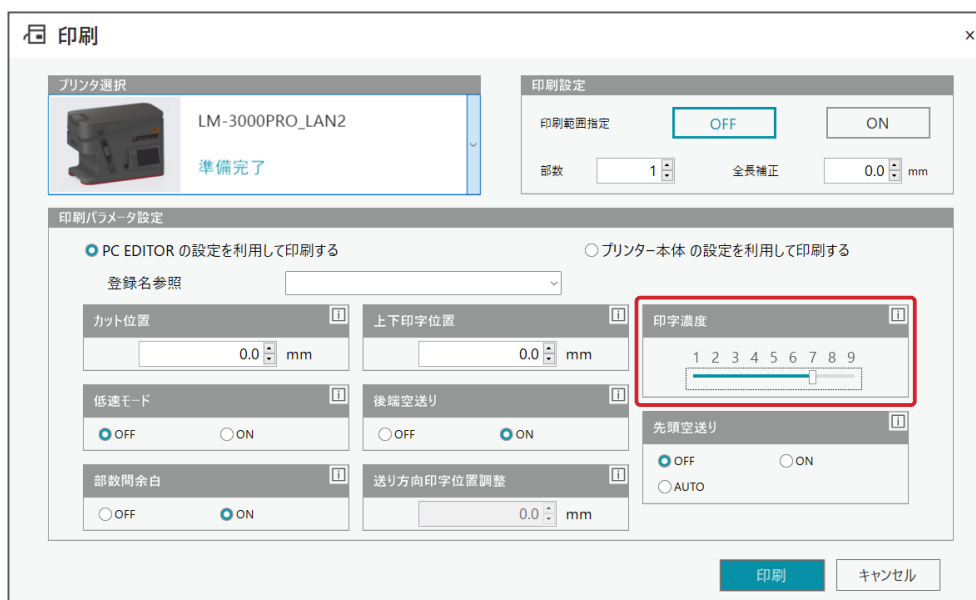 印刷
×
プリンタ選択
LM-3000PRO_LAN2
準備完了
印刷設定
印刷範囲指定 OFF ON
部数 1 全長補正 0.0 mm
印刷パラメータ設定
PC EDITOR の設定を利用して印刷する
プリンター本体 の設定を利用して印刷する
登録名参照
カット位置
0.0 mm
上下印字位置
0.0 mm
印字濃度
1 2 3 4 5 6 7 8 9
低速モード
OFF ON
後端空送り
OFF ON
先頭空送り
OFF ON
AUTO
部数間余白
OFF ON
送り方向印字位置調整
0.0 mm
印刷 キャンセル